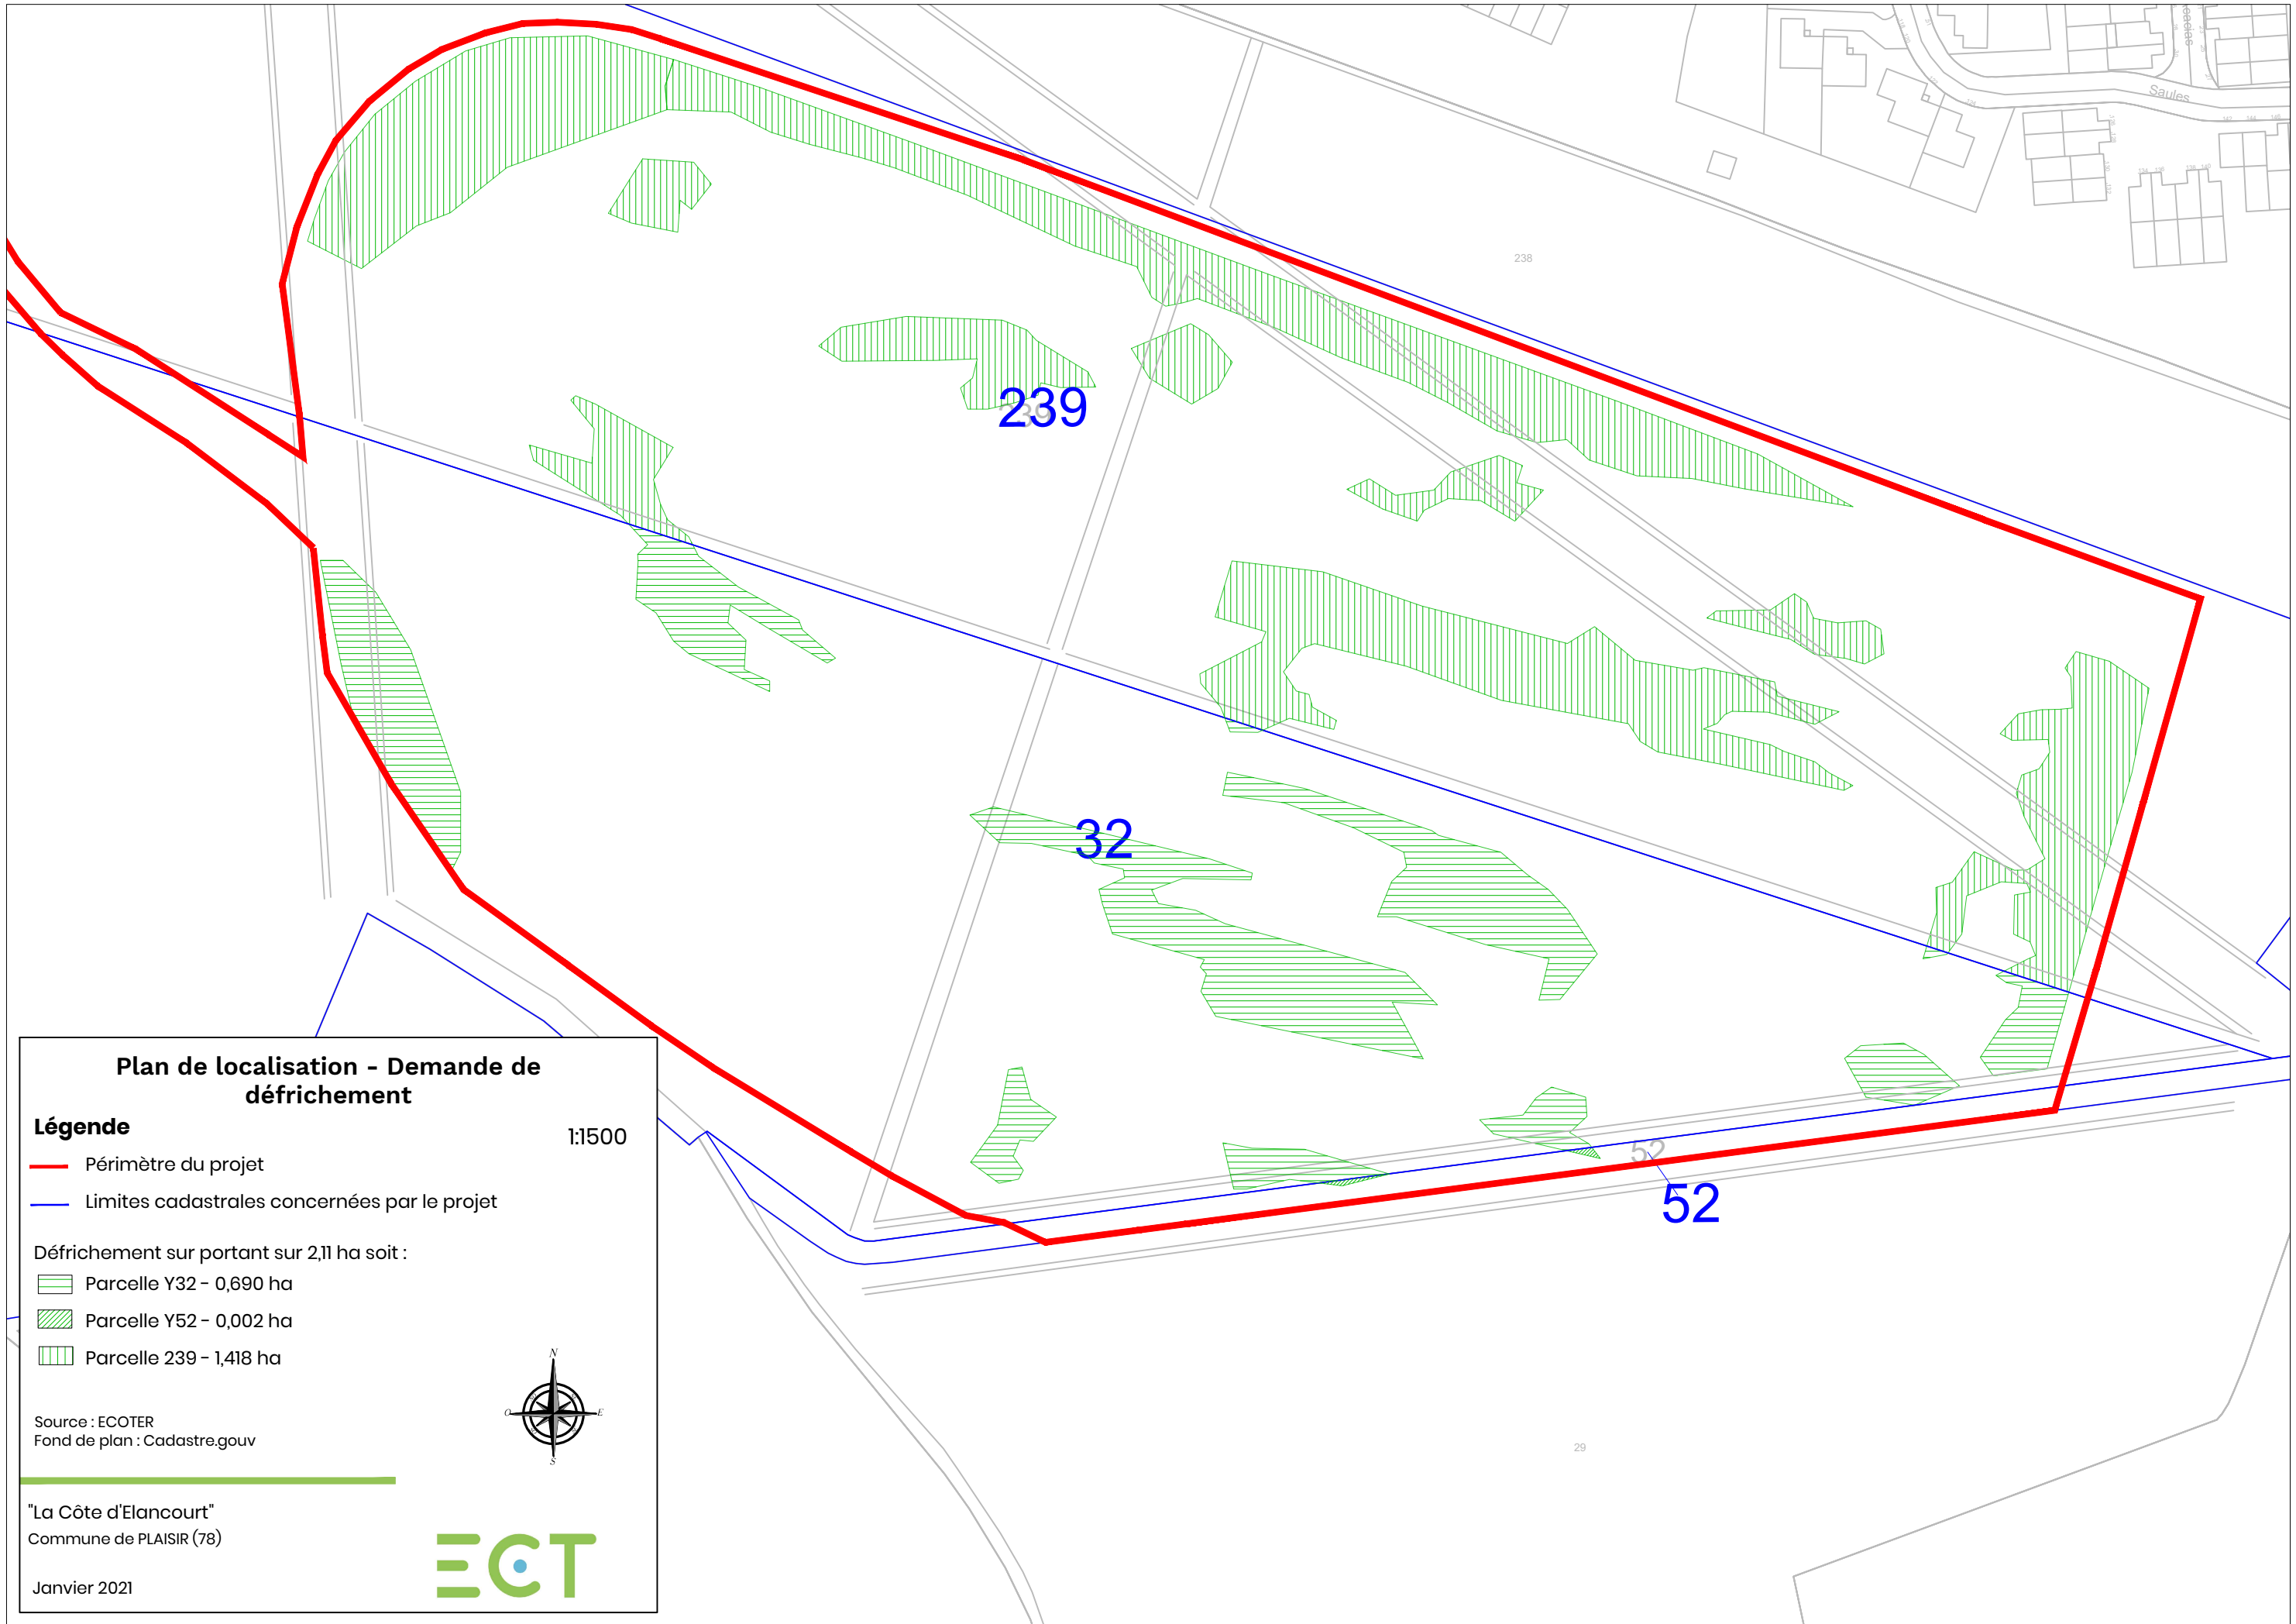 Saules
238
239
239
32
52
52
29
Plan de localisation - Demande de
défrichement
Légende
1:1500
Périmètre du projet
Limites cadastrales concernées par le projet
Défrichement sur portant sur 2,11 ha soit :
Parcelle Y32 - 0,690 ha
Parcelle Y52 - 0,002 ha
Parcelle 239 - 1,418 ha
N
O
E
S
Source : ECOTER
Fond de plan : Cadastre.gouv
"La Côte d'Elancourt"
Commune de PLAISIR (78)
ECT
Janvier 2021